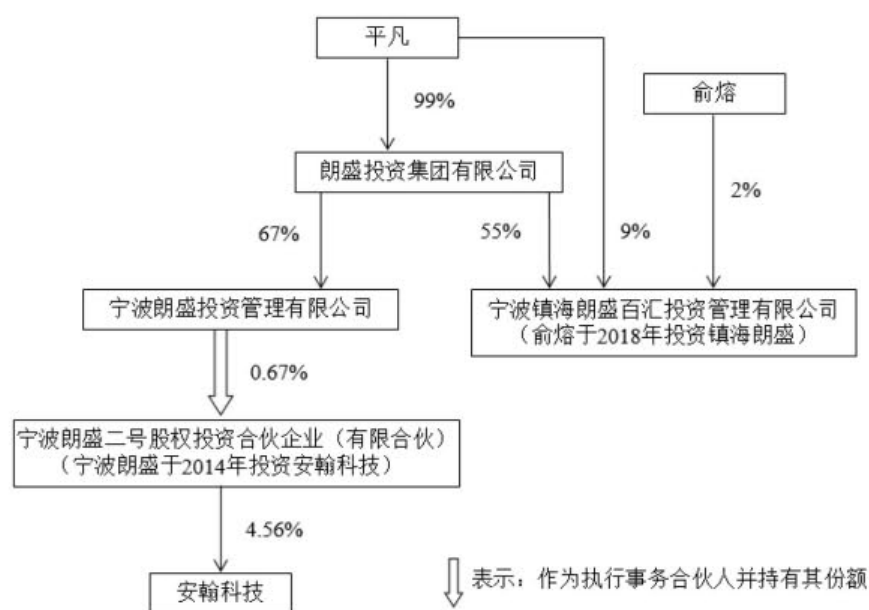 平凡
俞熔
99%
朗盛投资集团有限公司
2%
67%
55%
9%
宁波朗盛投资管理有限公司
宁波镇海朗盛百汇投资管理有限公司
（俞熔于2018年投资镇海朗盛）
0.67%
宁波朗盛二号股权投资合伙企业（有限合伙）
（宁波朗盛于2014年投资安翰科技）
4.56%
表示：作为执行事务合伙人并持有其份额
安翰科技